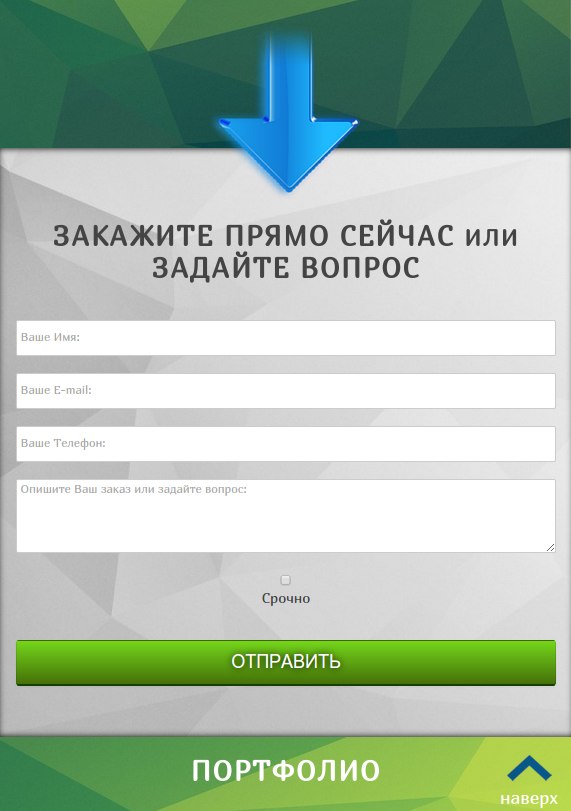 ЗАКАЖИТЕ ПРЯМО СЕЙЧАС или
ЗАДАЙТЕ ВОПРОС
Ваше Имя:
Ваше E-mail:
Ваше Телефон:
Опишите Ваш заказ или задайте вопрос:
Срочно
ОТПРАВИТЬ
ПОРТФОЛИО
наверх